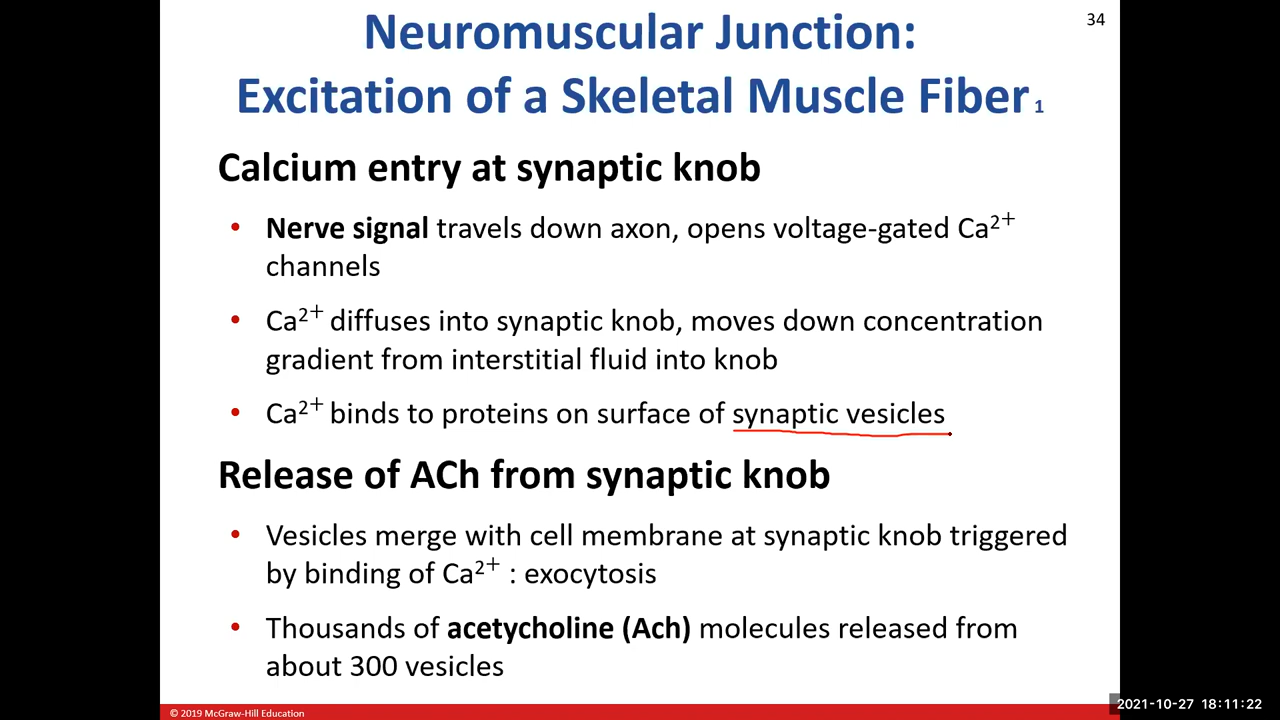 34
Neuromuscular Junction:
Excitation of a Skeletal Muscle Fiber 1
Calcium entry at synaptic knob
• Nerve signal travels down axon, opens voltage-gated Ca²⁺
channels
• Ca²⁺ diffuses into synaptic knob, moves down concentration
gradient from interstitial fluid into knob
• Ca²⁺ binds to proteins on surface of synaptic vesicles
Release of ACh from synaptic knob
• Vesicles merge with cell membrane at synaptic knob triggered
by binding of Ca²⁺ : exocytosis
• Thousands of acetycholine (Ach) molecules released from
about 300 vesicles
© 2019 McGraw-Hill Education
2021-10-27 18:11:22